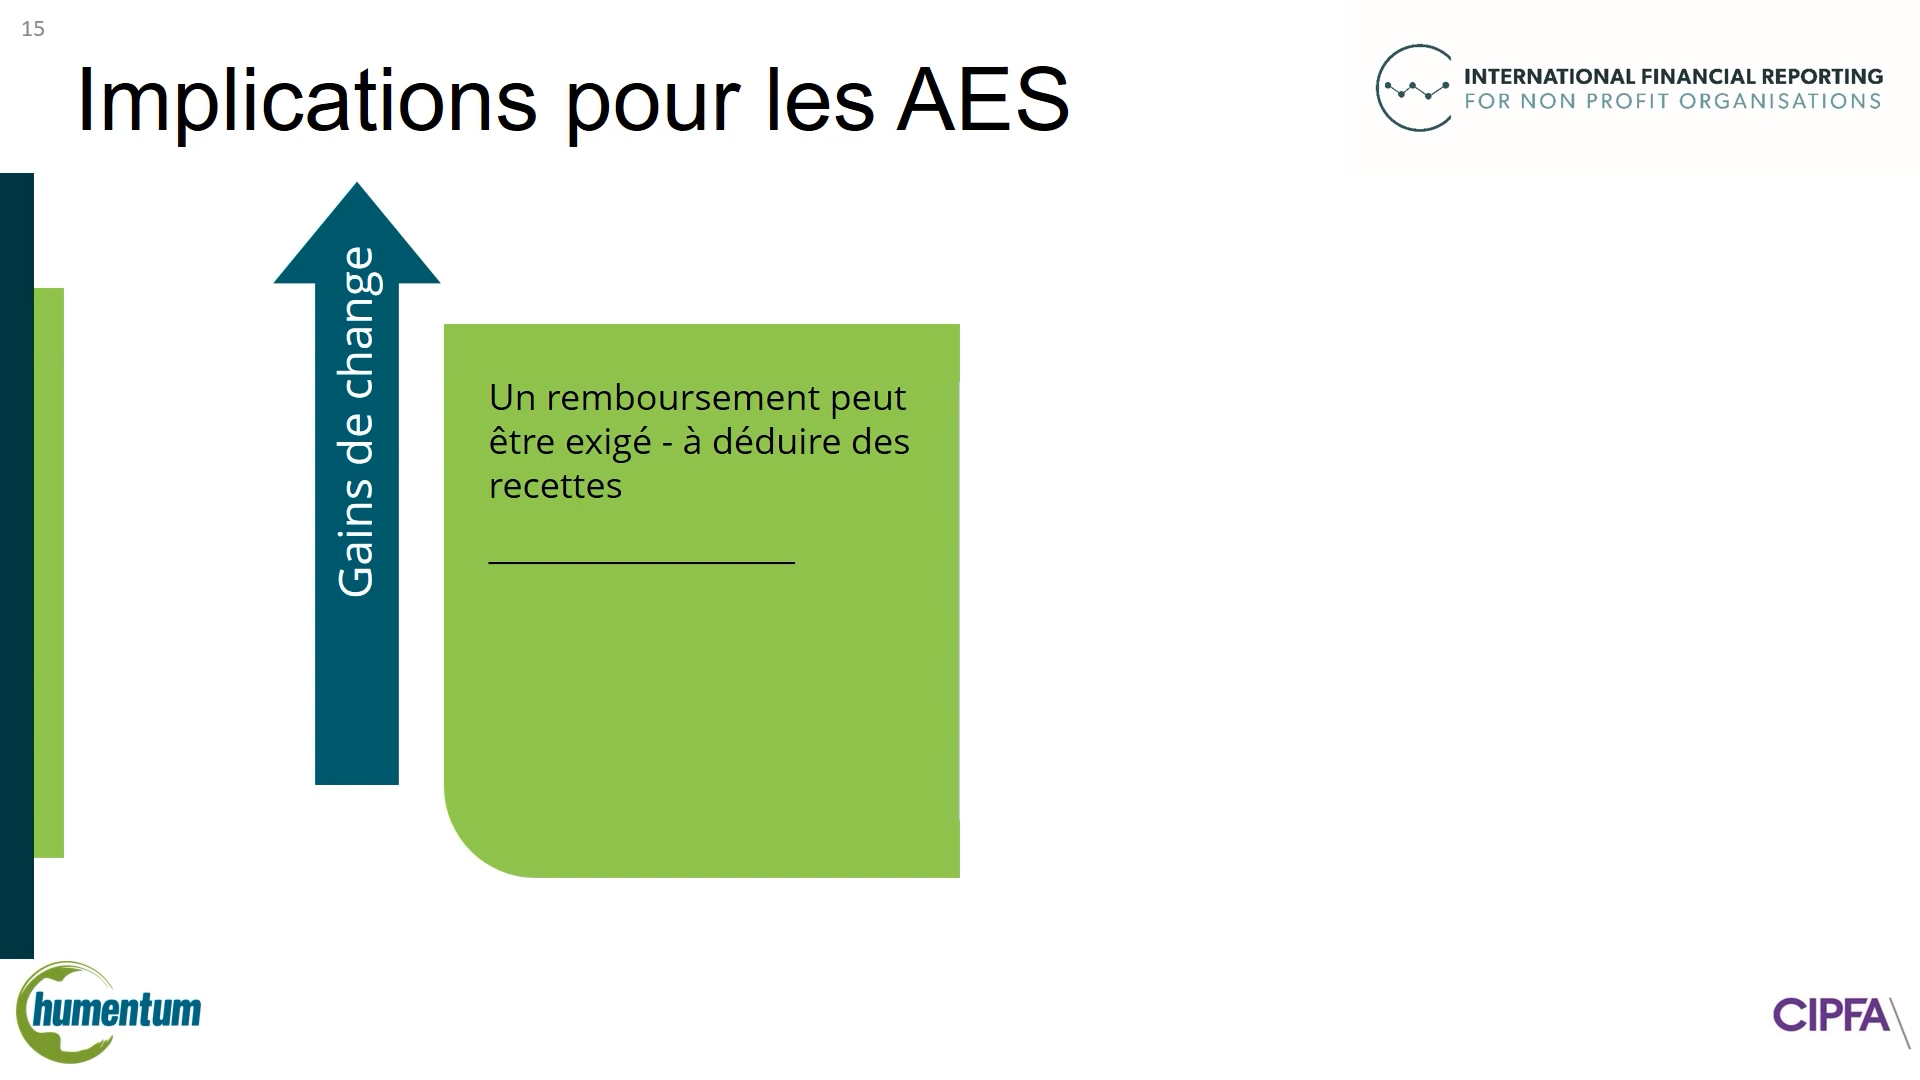 15
Implications pour les AES
INTERNATIONAL FINANCIAL REPORTING
FOR NON PROFIT ORGANISATIONS
Gains de change
Un remboursement peut
être exigé - à déduire des
recettes
humentum
CIPFA